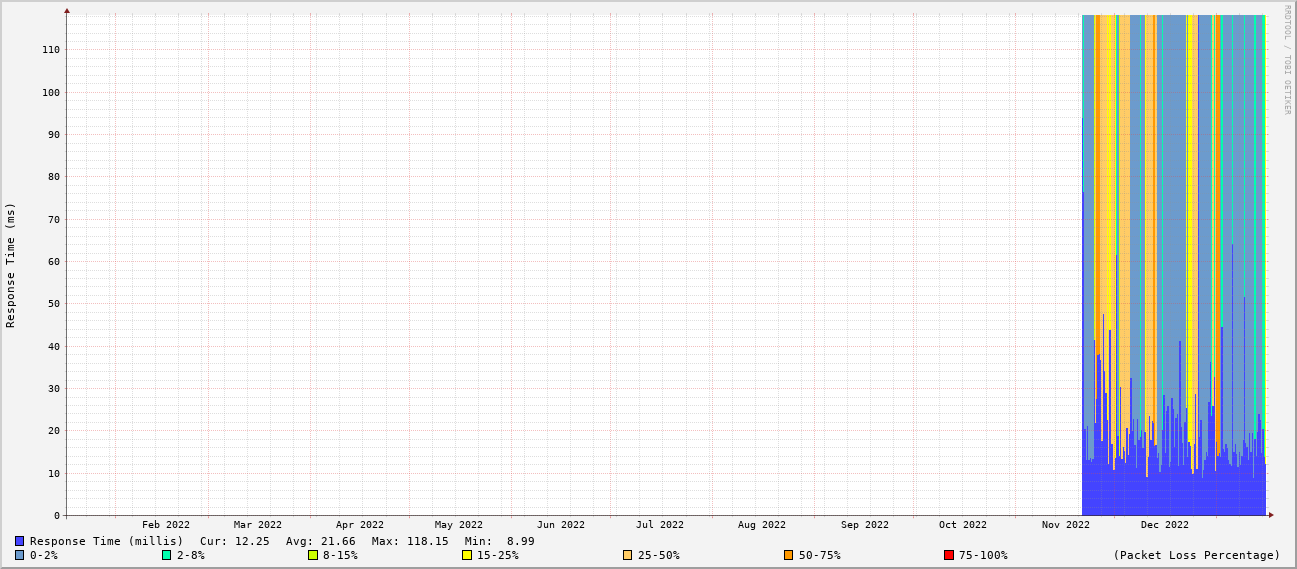 RRDTOOL / TOBI OETIKER
Response Time (ms)
110
100
90
80
70
60
50
40
30
20
10
0
Feb 2022 Mar 2022 Apr 2022 May 2022 Jun 2022 Jul 2022 Aug 2022 Sep 2022 Oct 2022 Nov 2022 Dec 2022
Response Time (millis) Cur: 12.25 Avg: 21.66 Max: 118.15 Min: 8.99
0-2% 2-8% 8-15% 15-25% 25-50% 50-75% 75-100% (Packet Loss Percentage)